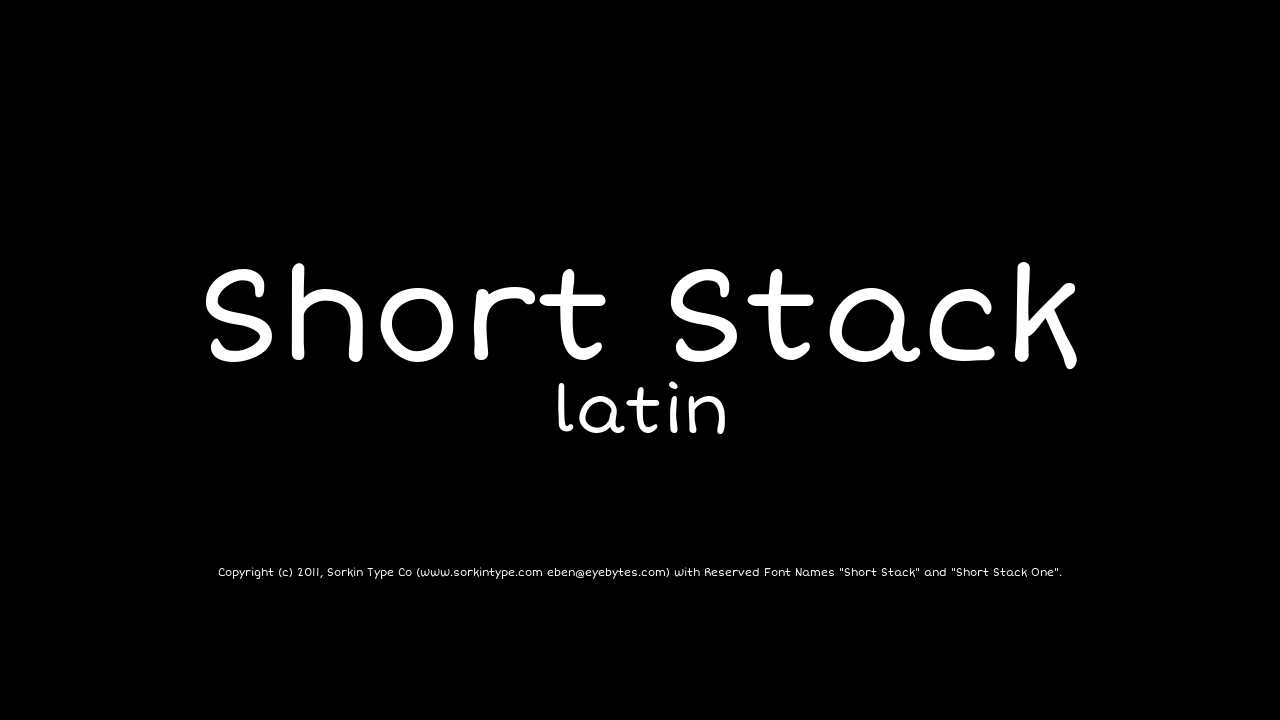 Short Stack
latin
Copyright (c) 2011, Sorkin Type Co (www.sorkintype.com eben@eyebytes.com) with Reserved Font Names "Short Stack" and "Short Stack One".